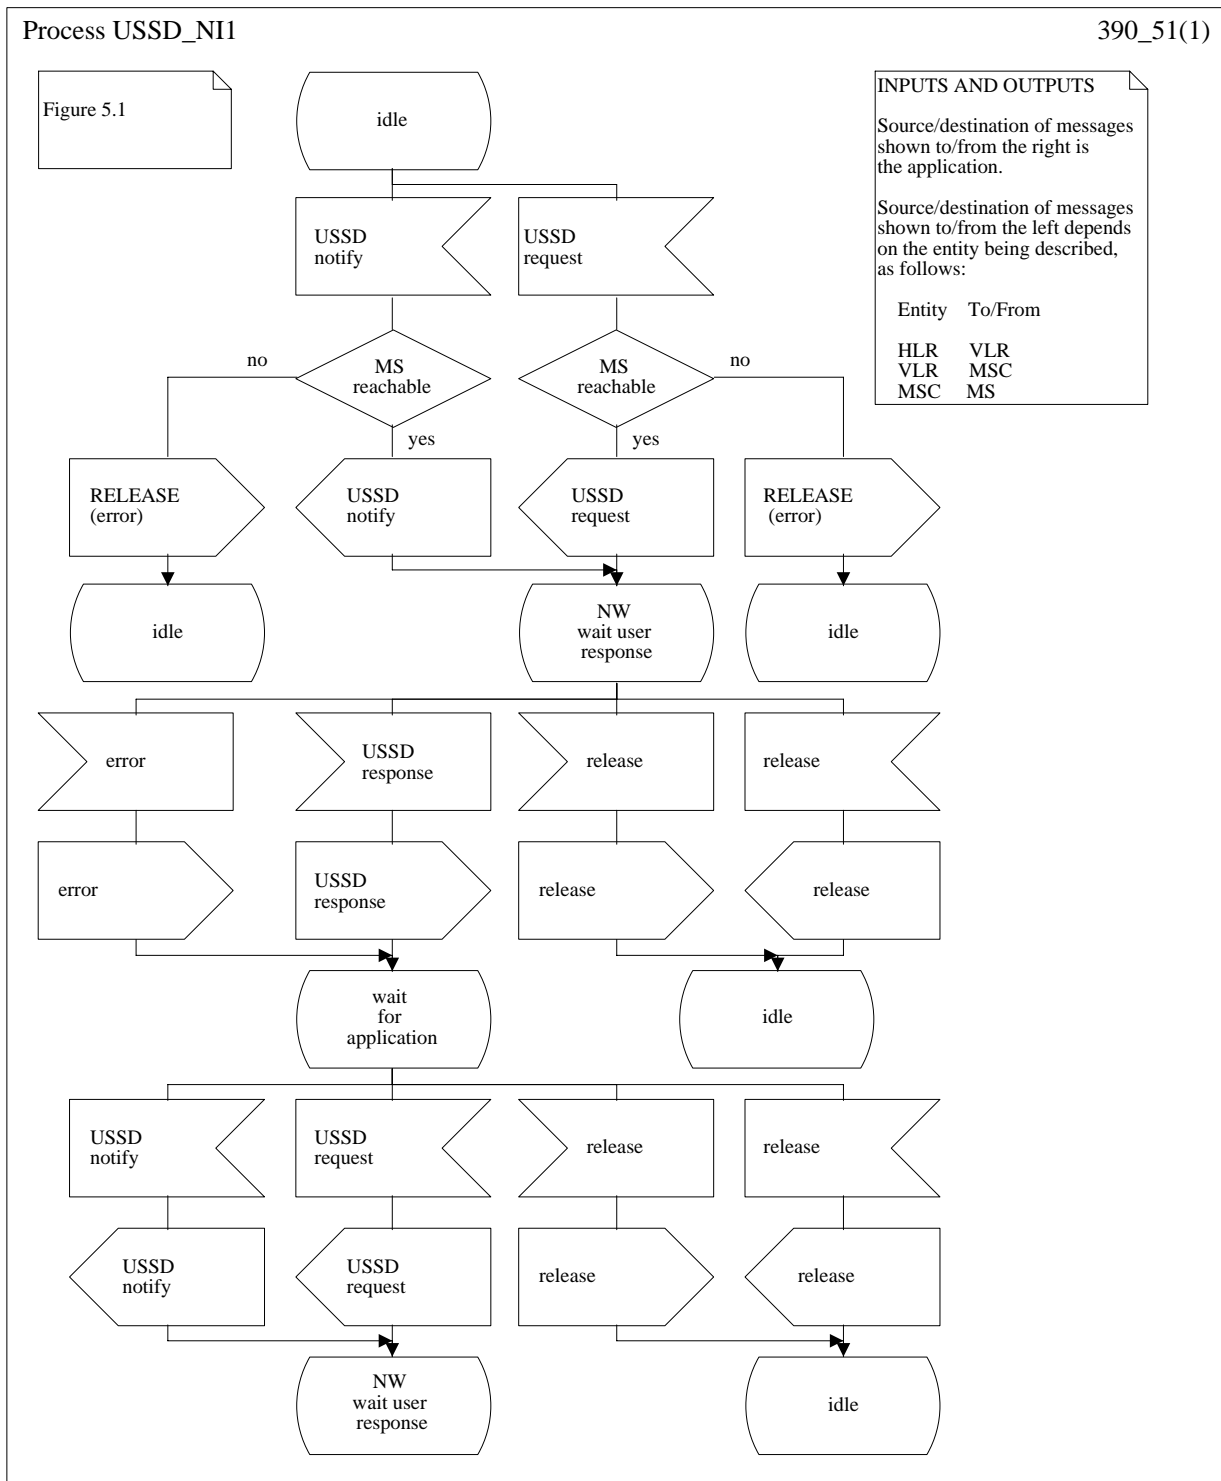 Process USSD_NI1
390_51(1)
Figure 5.1
idle
INPUTS AND OUTPUTS
Source/destination of messages
shown to/from the right is
the application.
Source/destination of messages
shown to/from the left depends
on the entity being described,
as follows:
Entity To/From
HLR VLR
VLR MSC
MSC MS
USSD
notify
USSD
request
no
MS
reachable
MS
reachable
no
yes
yes
RELEASE
(error)
USSD
notify
USSD
request
RELEASE
(error)
idle
NW
wait user
response
idle
error
USSD
response
release
release
error
USSD
response
release
release
wait
for
application
idle
USSD
notify
USSD
request
release
release
USSD
notify
USSD
request
release
release
NW
wait user
response
idle